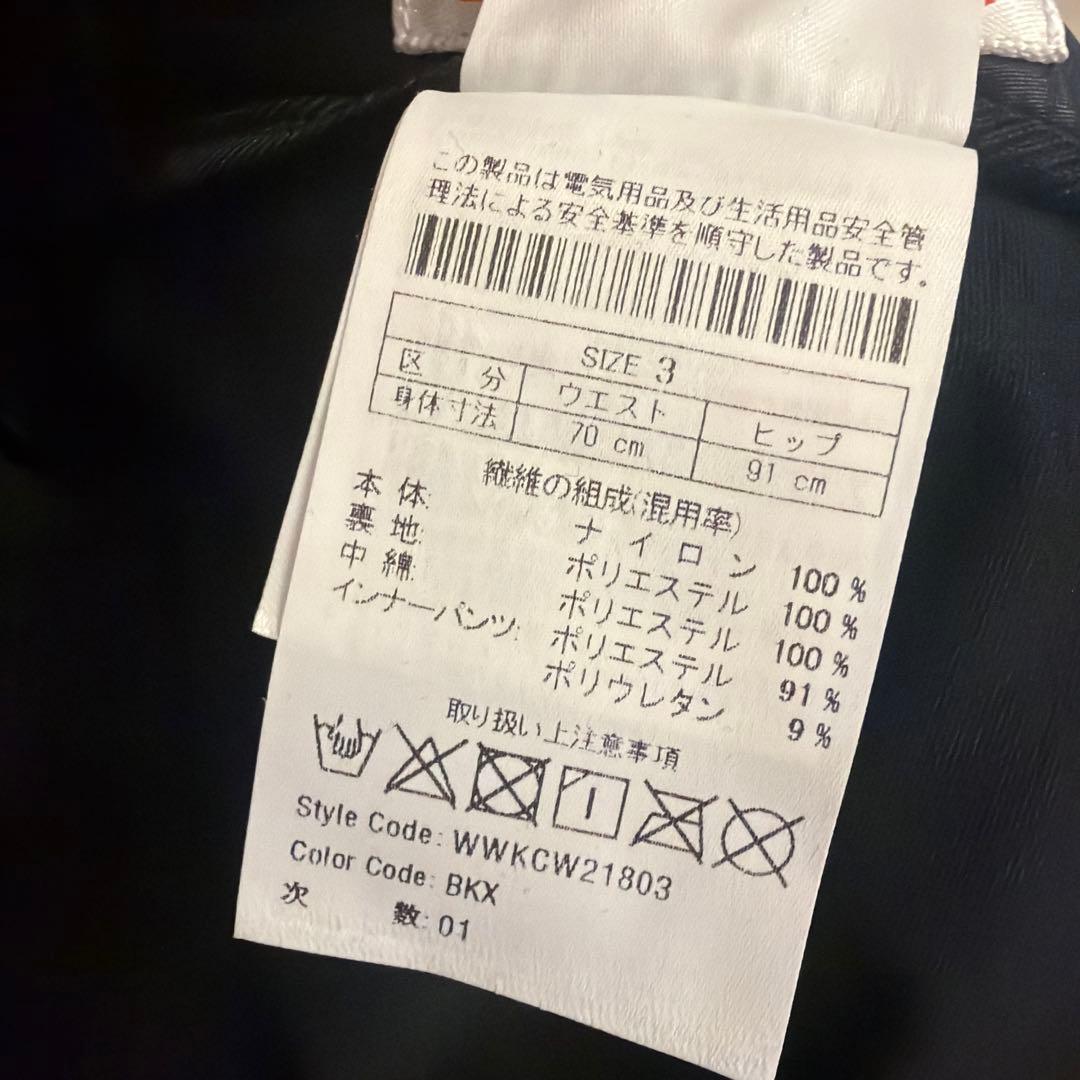 この製品は電気用品及び生活用品安全管
理法による安全基準を順守した製品です。
SIZE 3
区 分 ウエスト ヒップ
身体寸法 70 cm 91 cm
繊維の組成(混用率)
本 体: ナイロン 100 %
裏 地: ポリエステル 100 %
中 綿: ポリエステル 100 %
インナーパンツ: ポリエステル 91 %
ポリウレタン 9 %
取り扱い上注意事項
Style Code: WWKCW21803
Color Code: BKX
次 数: 01